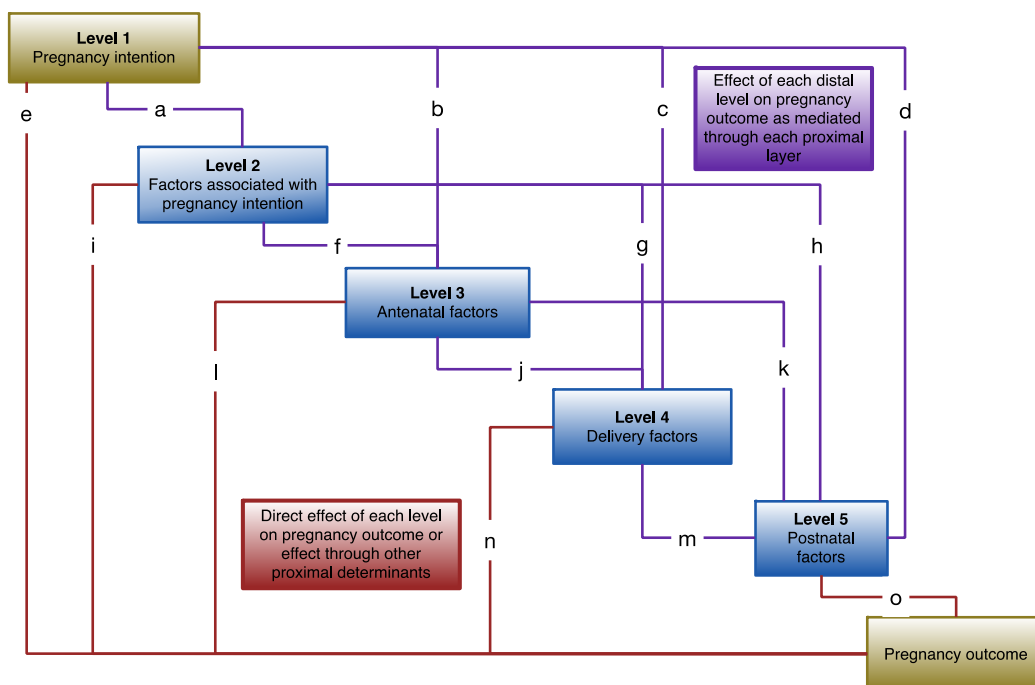 Level 1
Pregnancy intention
e
a
b
c
d
Effect of each distal
level on pregnancy
outcome as mediated
through each proximal
layer
Level 2
Factors associated with
pregnancy intention
i
f
g
h
Level 3
Antenatal factors
l
j
k
Level 4
Delivery factors
Direct effect of each level
on pregnancy outcome or
effect through other
proximal determinants
n
m
Level 5
Postnatal
factors
o
Pregnancy outcome